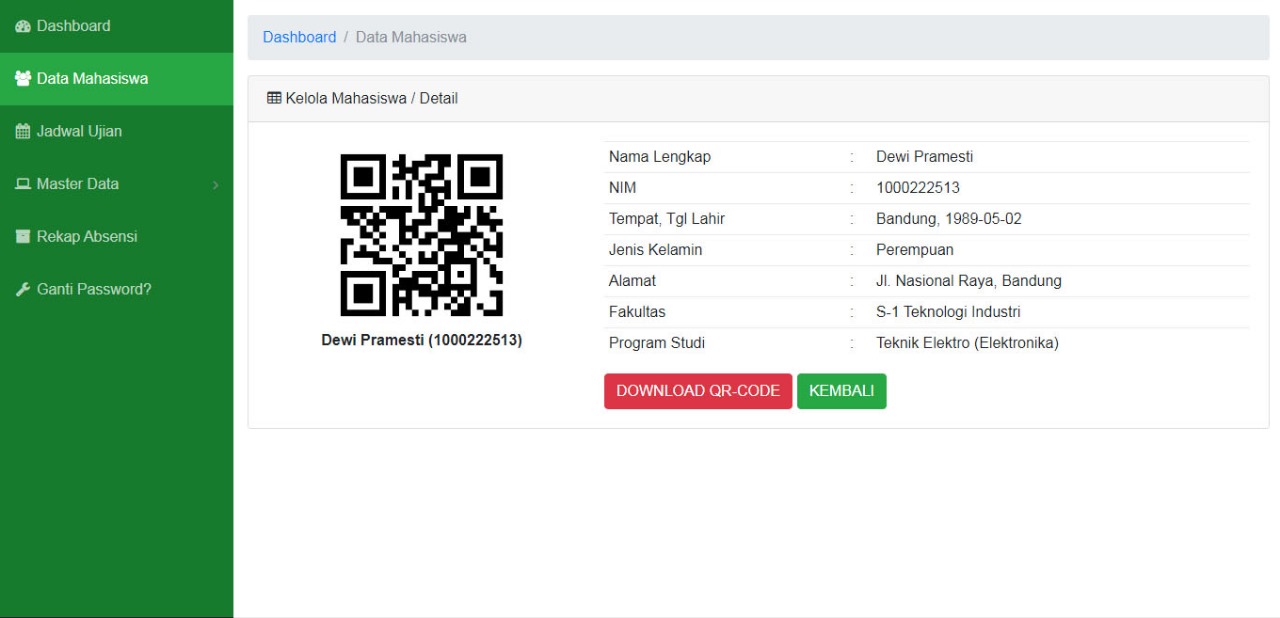 Dashboard
Data Mahasiswa
Jadwal Ujian
Master Data
Rekap Absensi
Ganti Password?
Dashboard / Data Mahasiswa
Kelola Mahasiswa / Detail
Dewi Pramesti (1000222513)
Nama Lengkap : Dewi Pramesti
NIM : 1000222513
Tempat, Tgl Lahir : Bandung, 1989-05-02
Jenis Kelamin : Perempuan
Alamat : Jl. Nasional Raya, Bandung
Fakultas : S-1 Teknologi Industri
Program Studi : Teknik Elektro (Elektronika)
DOWNLOAD QR-CODE KEMBALI